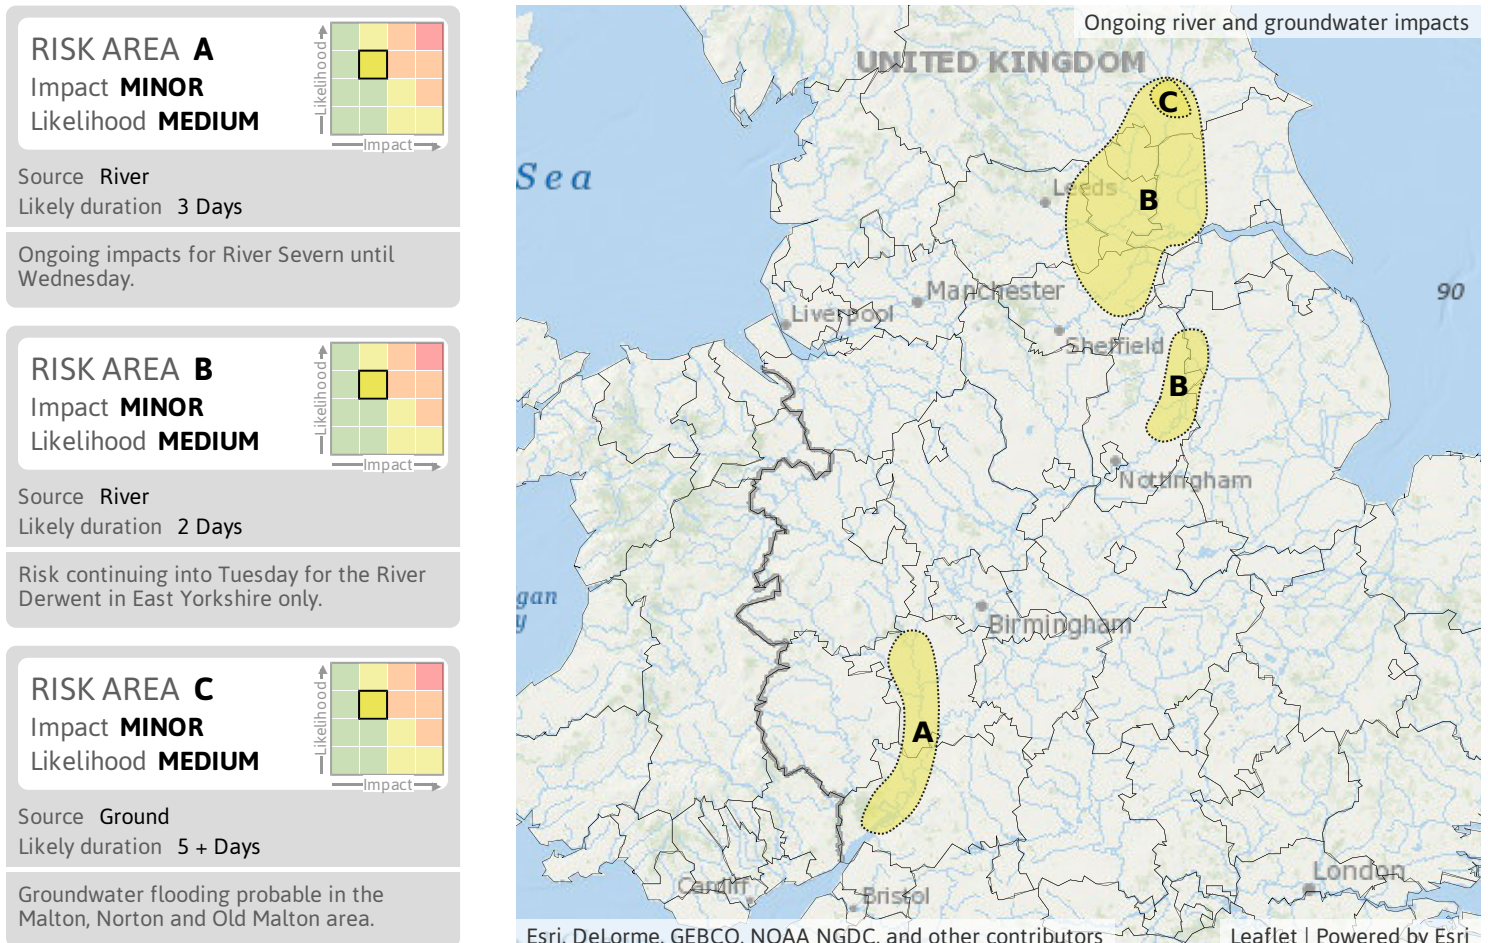 RISK AREA A
Impact MINOR
Likelihood MEDIUM
Likelihood
Impact
Source River
Likely duration 3 Days
Ongoing impacts for River Severn until
Wednesday.
RISK AREA B
Impact MINOR
Likelihood MEDIUM
Likelihood
Impact
Source River
Likely duration 2 Days
Risk continuing into Tuesday for the River
Derwent in East Yorkshire only.
RISK AREA C
Impact MINOR
Likelihood MEDIUM
Likelihood
Impact
Source Ground
Likely duration 5 + Days
Groundwater flooding probable in the
Malton, Norton and Old Malton area.
Ongoing river and groundwater impacts
UNITED KINGDOM
C
Sea
Leeds
B
Manchester
90
Liverpool
Sheffield
B
Nottingham
gan
y
Birmingham
A
London
Cardiff
Bristol
Esri, DeLorme, GEBCO, NOAA NGDC, and other contributors
Leaflet | Powered by Esri